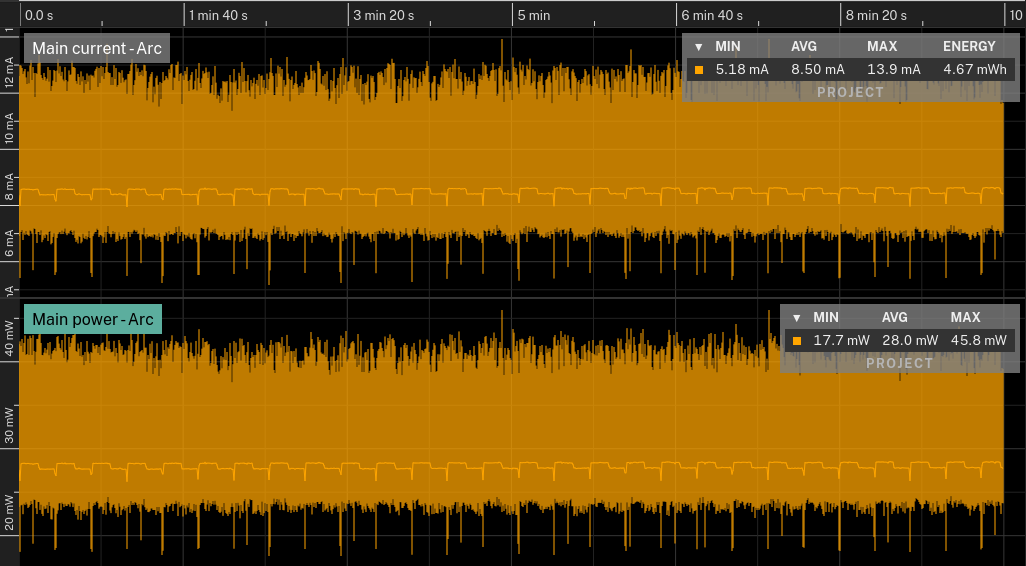 0.0 s 1 min 40 s 3 min 20 s 5 min 6 min 40 s 8 min 20 s 10
Main current - Arc
▼ MIN AVG MAX ENERGY
5.18 mA 8.50 mA 13.9 mA 4.67 mWh
PROJECT
12 mA
10 mA
8 mA
6 mA
Main power - Arc
▼ MIN AVG MAX
17.7 mW 28.0 mW 45.8 mW
PROJECT
40 mW
30 mW
20 mW